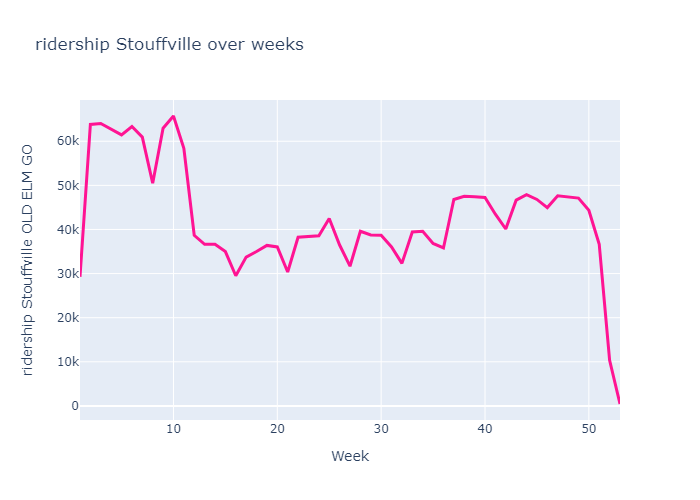 ridership Stouffville over weeks
ridership Stouffville OLD ELM GO
60k
50k
40k
30k
20k
10k
0
10
20
30
40
50
Week